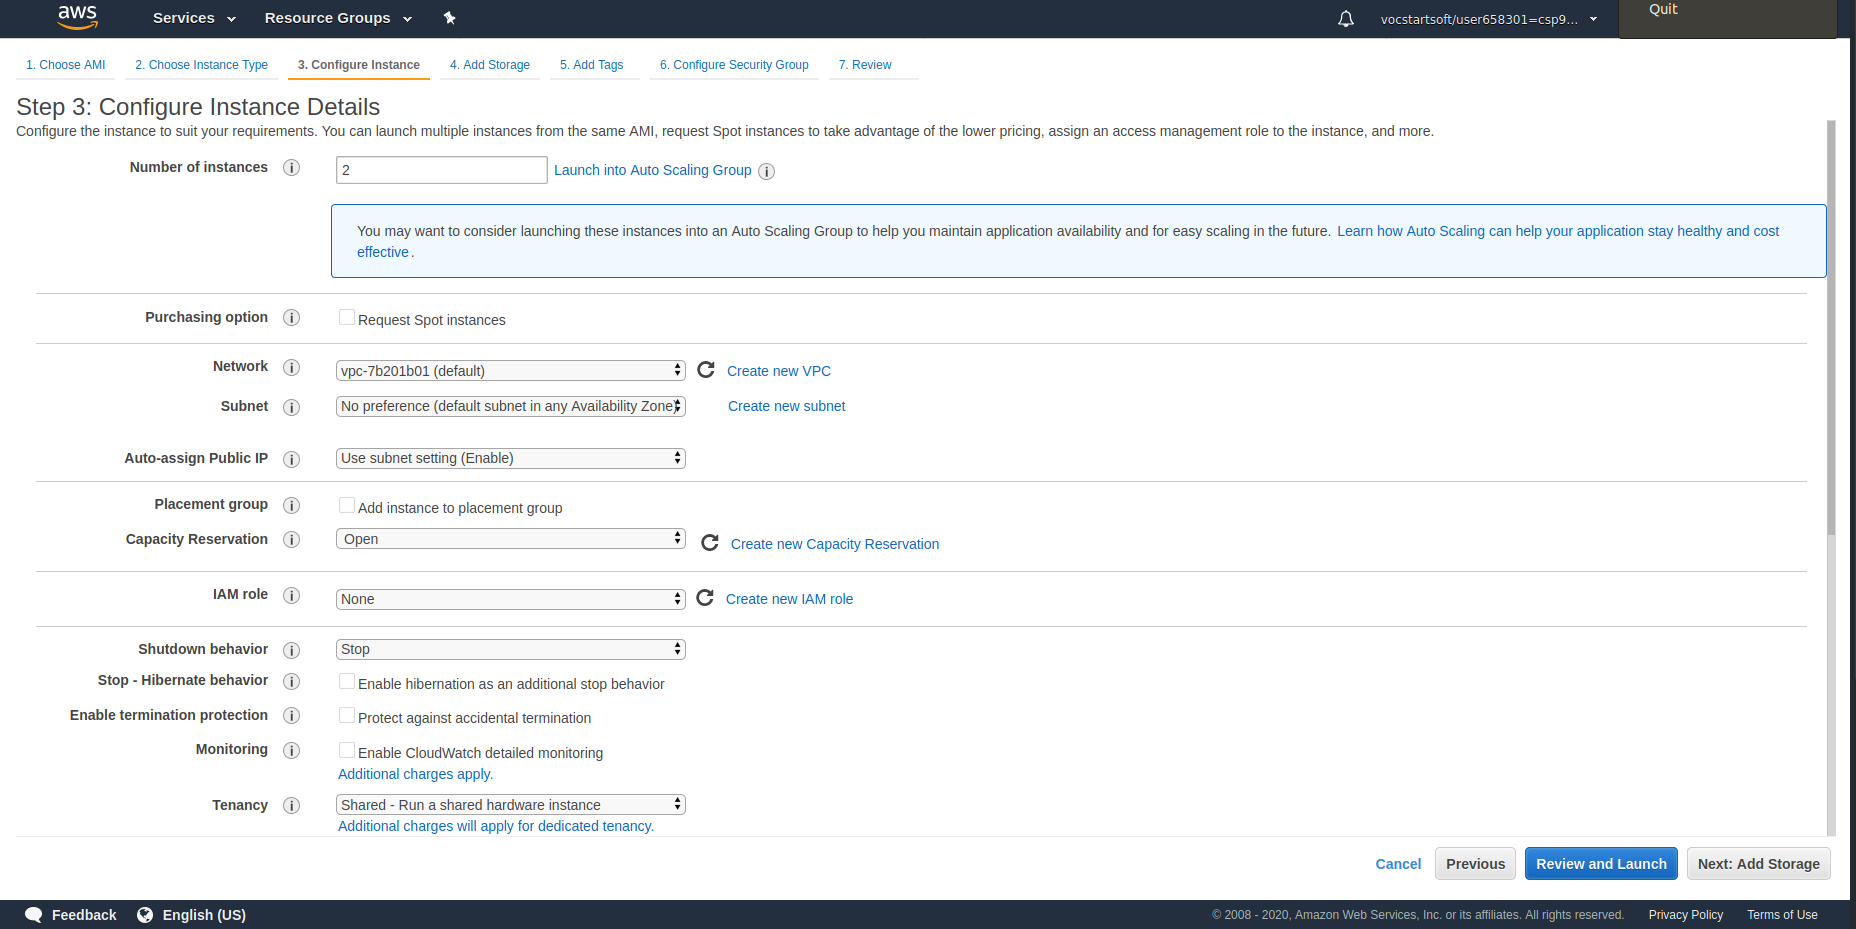 aws Services Resource Groups vocstartsoft/user658301=csp9... Quit
1. Choose AMI 2. Choose Instance Type 3. Configure Instance 4. Add Storage 5. Add Tags 6. Configure Security Group 7. Review
Step 3: Configure Instance Details
Configure the instance to suit your requirements. You can launch multiple instances from the same AMI, request Spot instances to take advantage of the lower pricing, assign an access management role to the instance, and more.
Number of instances i 2 Launch into Auto Scaling Group i
You may want to consider launching these instances into an Auto Scaling Group to help you maintain application availability and for easy scaling in the future. Learn how Auto Scaling can help your application stay healthy and cost
effective.
Purchasing option i Request Spot instances
Network i vpc-7b201b01 (default) Create new VPC
Subnet i No preference (default subnet in any Availability Zone) Create new subnet
Auto-assign Public IP i Use subnet setting (Enable)
Placement group i Add instance to placement group
Capacity Reservation i Open Create new Capacity Reservation
IAM role i None Create new IAM role
Shutdown behavior i Stop
Stop - Hibernate behavior i Enable hibernation as an additional stop behavior
Enable termination protection i Protect against accidental termination
Monitoring i Enable CloudWatch detailed monitoring
Additional charges apply.
Tenancy i Shared - Run a shared hardware instance
Additional charges will apply for dedicated tenancy.
Cancel Previous Review and Launch Next: Add Storage
Feedback English (US) © 2008 - 2020, Amazon Web Services, Inc. or its affiliates. All rights reserved. Privacy Policy Terms of Use